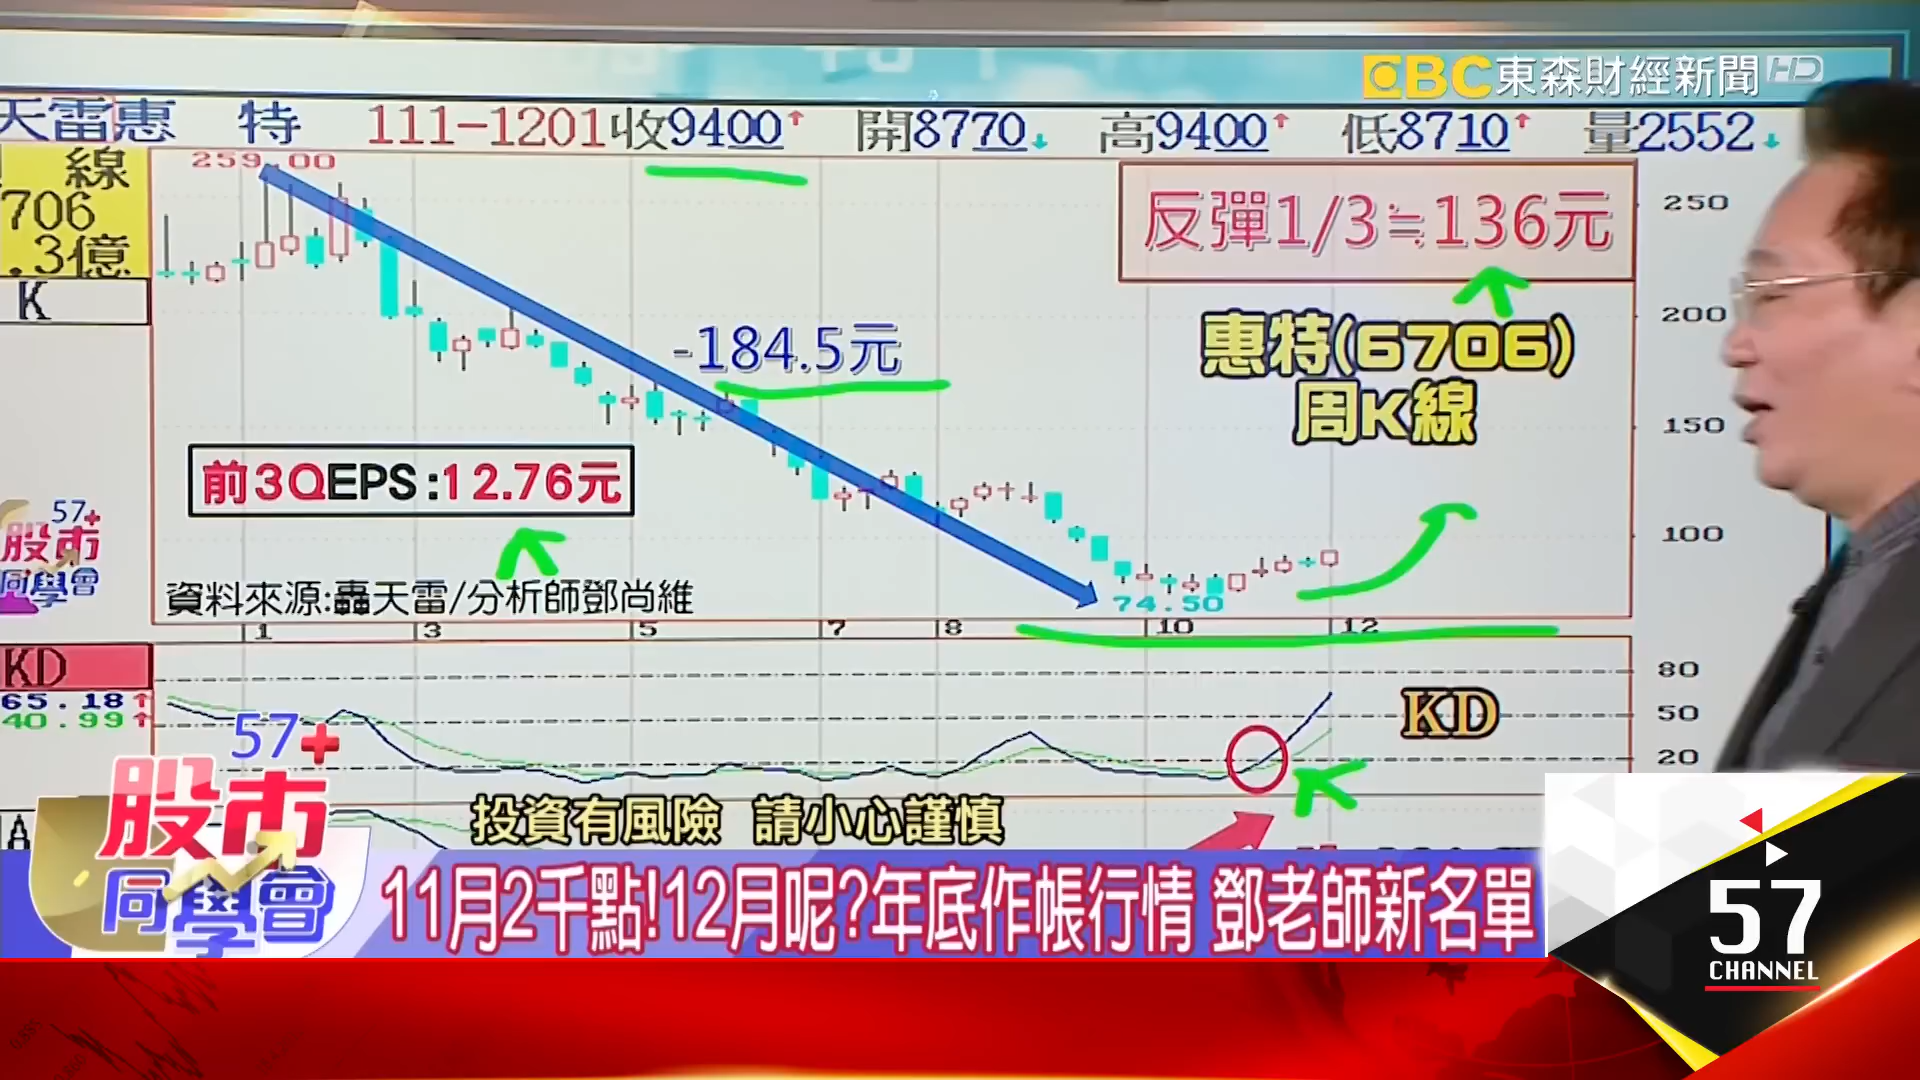 EBC東森財經新聞HD
天雷惠 特 111-1201收9400↑ 開8770↓ 高9400↑ 低8710↑ 量2552↓
線
706
.3億
K
259.00
反彈1/3≒136元
250
200
150
100
惠特(6706)
周K線
-184.5元
前3QEPS:12.76元
57+
股市
同學會
資料來源:轟天雷/分析師鄧尚維
74.50
1 3 5 7 8 10 12
KD
65.18↑
40.99↑
80
50
20
KD
57+
股市
同學會
投資有風險 請小心謹慎
11月2千點!12月呢?年底作帳行情 鄧老師新名單
57
CHANNEL